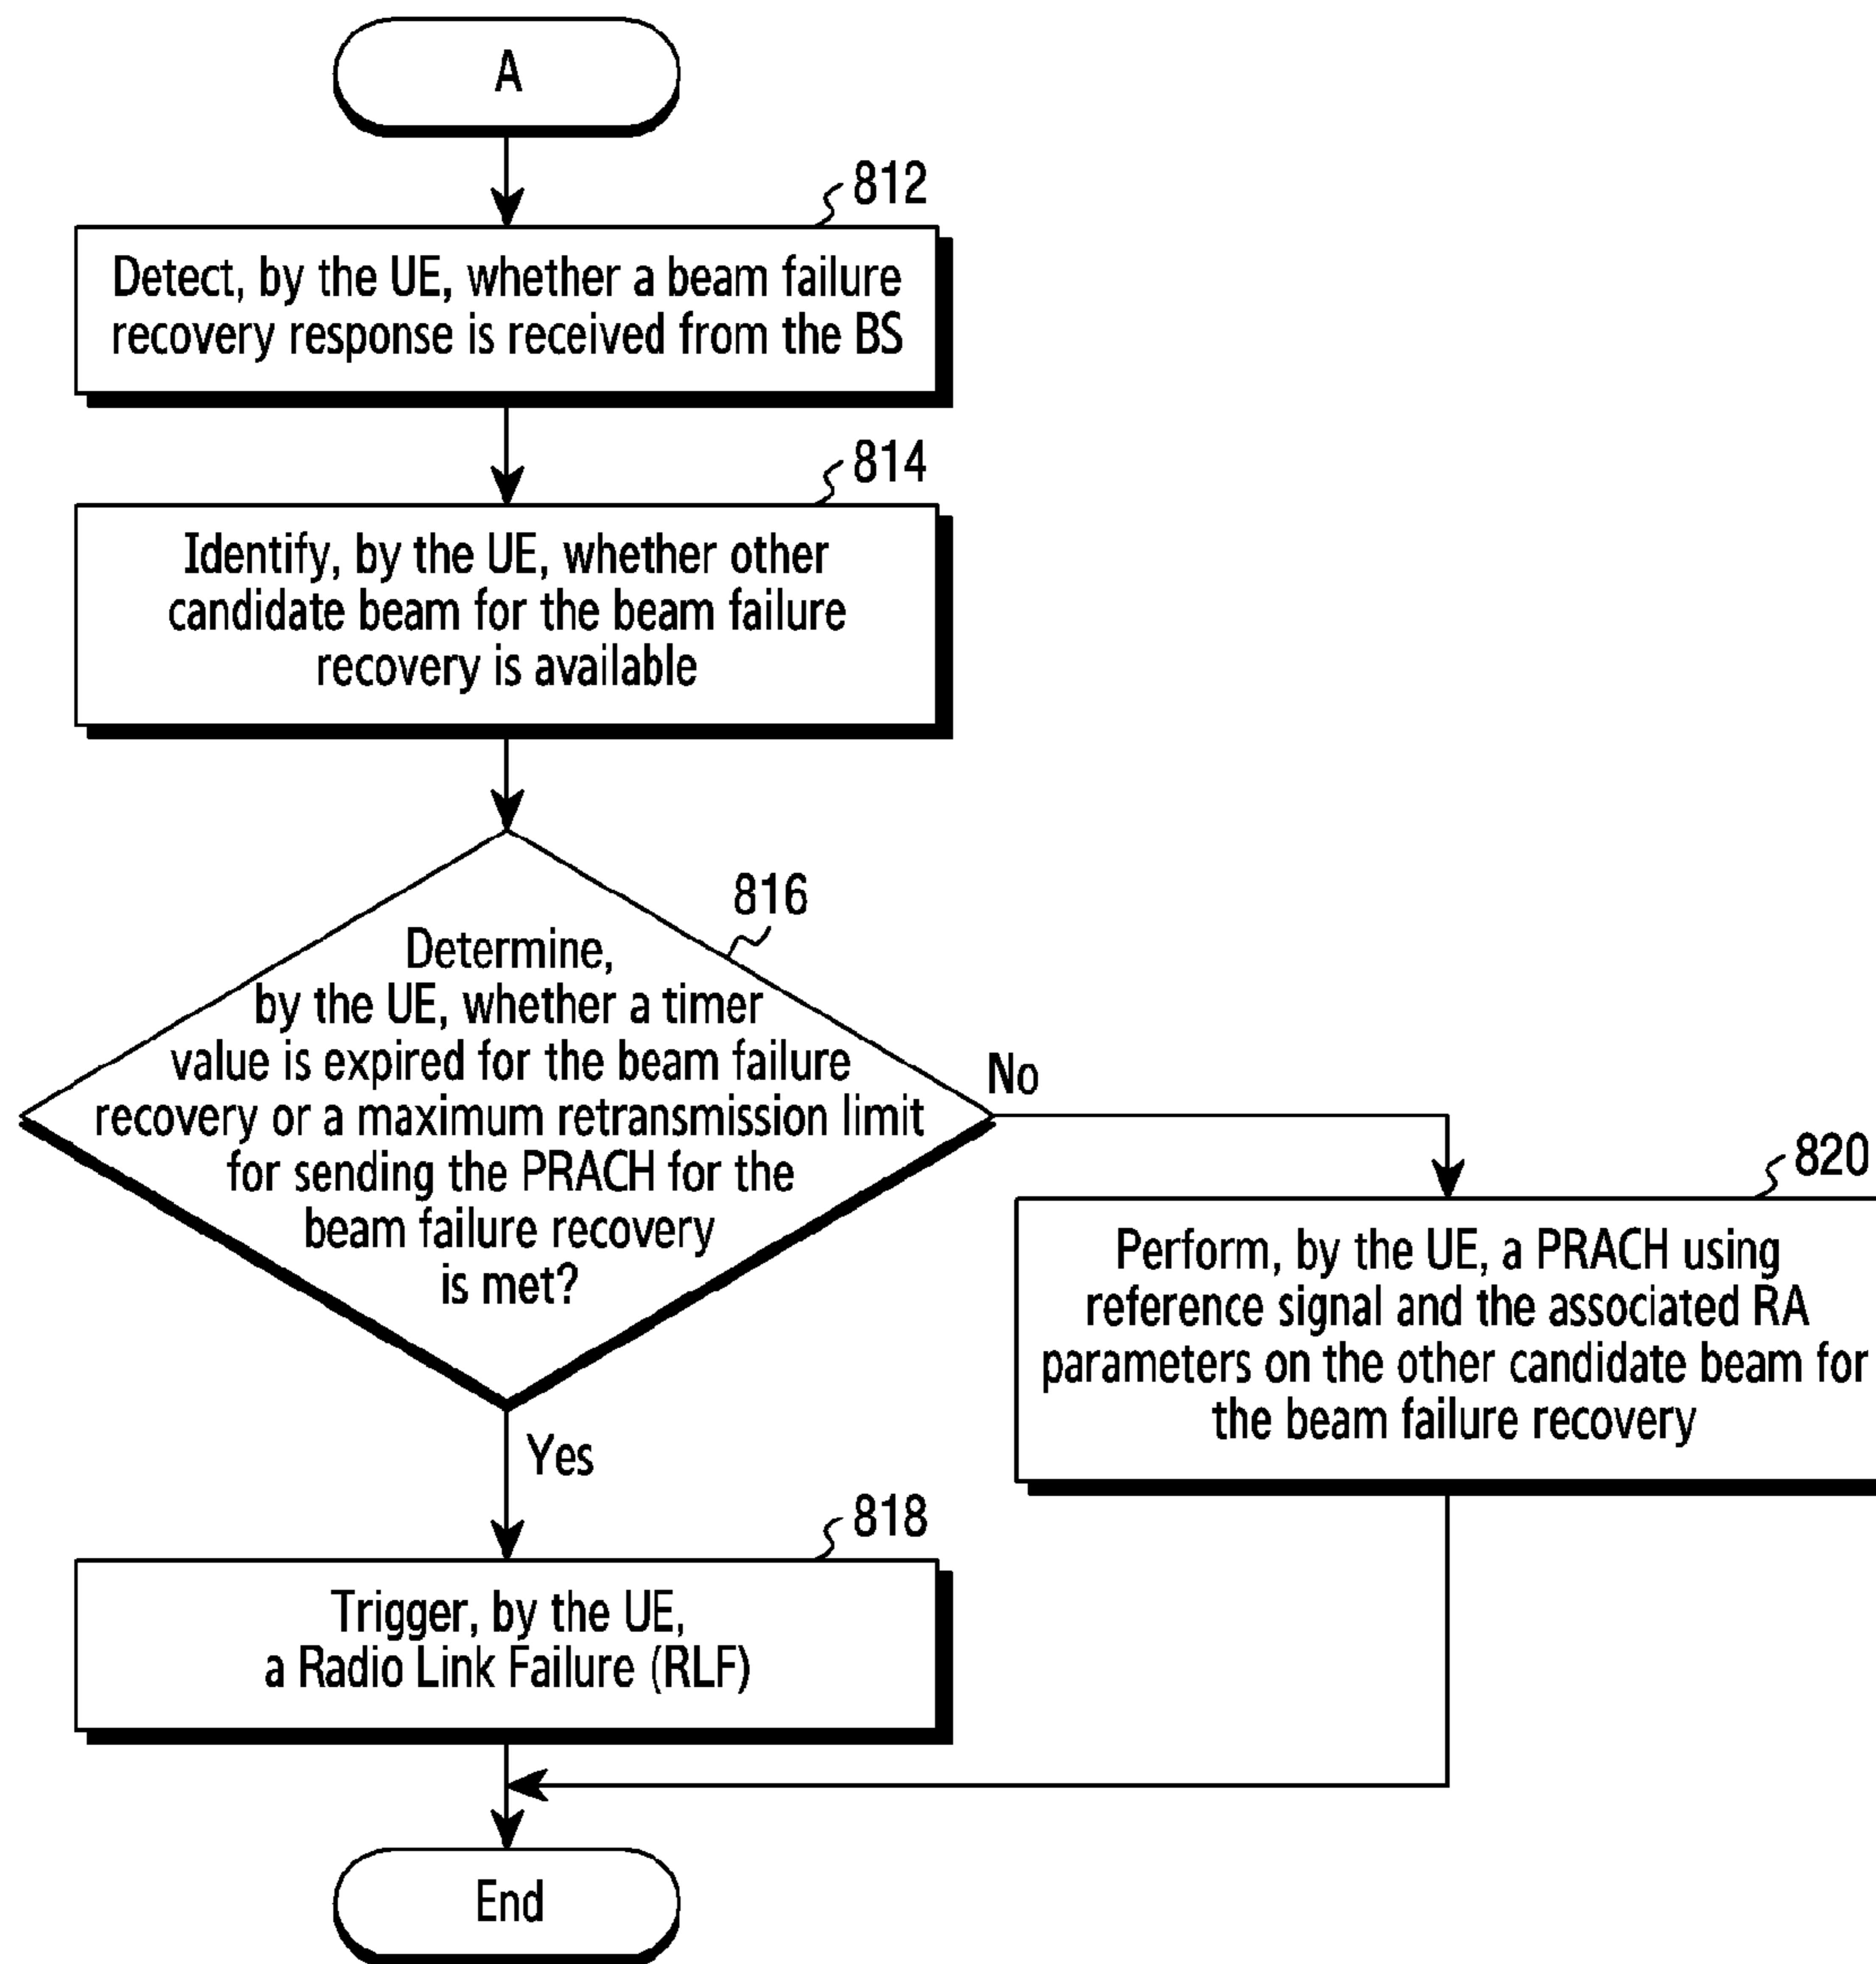 A
812
Detect, by the UE, whether a beam failure
recovery response is received from the BS
814
Identify, by the UE, whether other
candidate beam for the beam failure
recovery is available
816
Determine,
by the UE, whether a timer
value is expired for the beam failure
recovery or a maximum retransmission limit
for sending the PRACH for the
beam failure recovery
is met?
No
820
Perform, by the UE, a PRACH using
reference signal and the associated RA
parameters on the other candidate beam for
the beam failure recovery
Yes
818
Trigger, by the UE,
a Radio Link Failure (RLF)
End